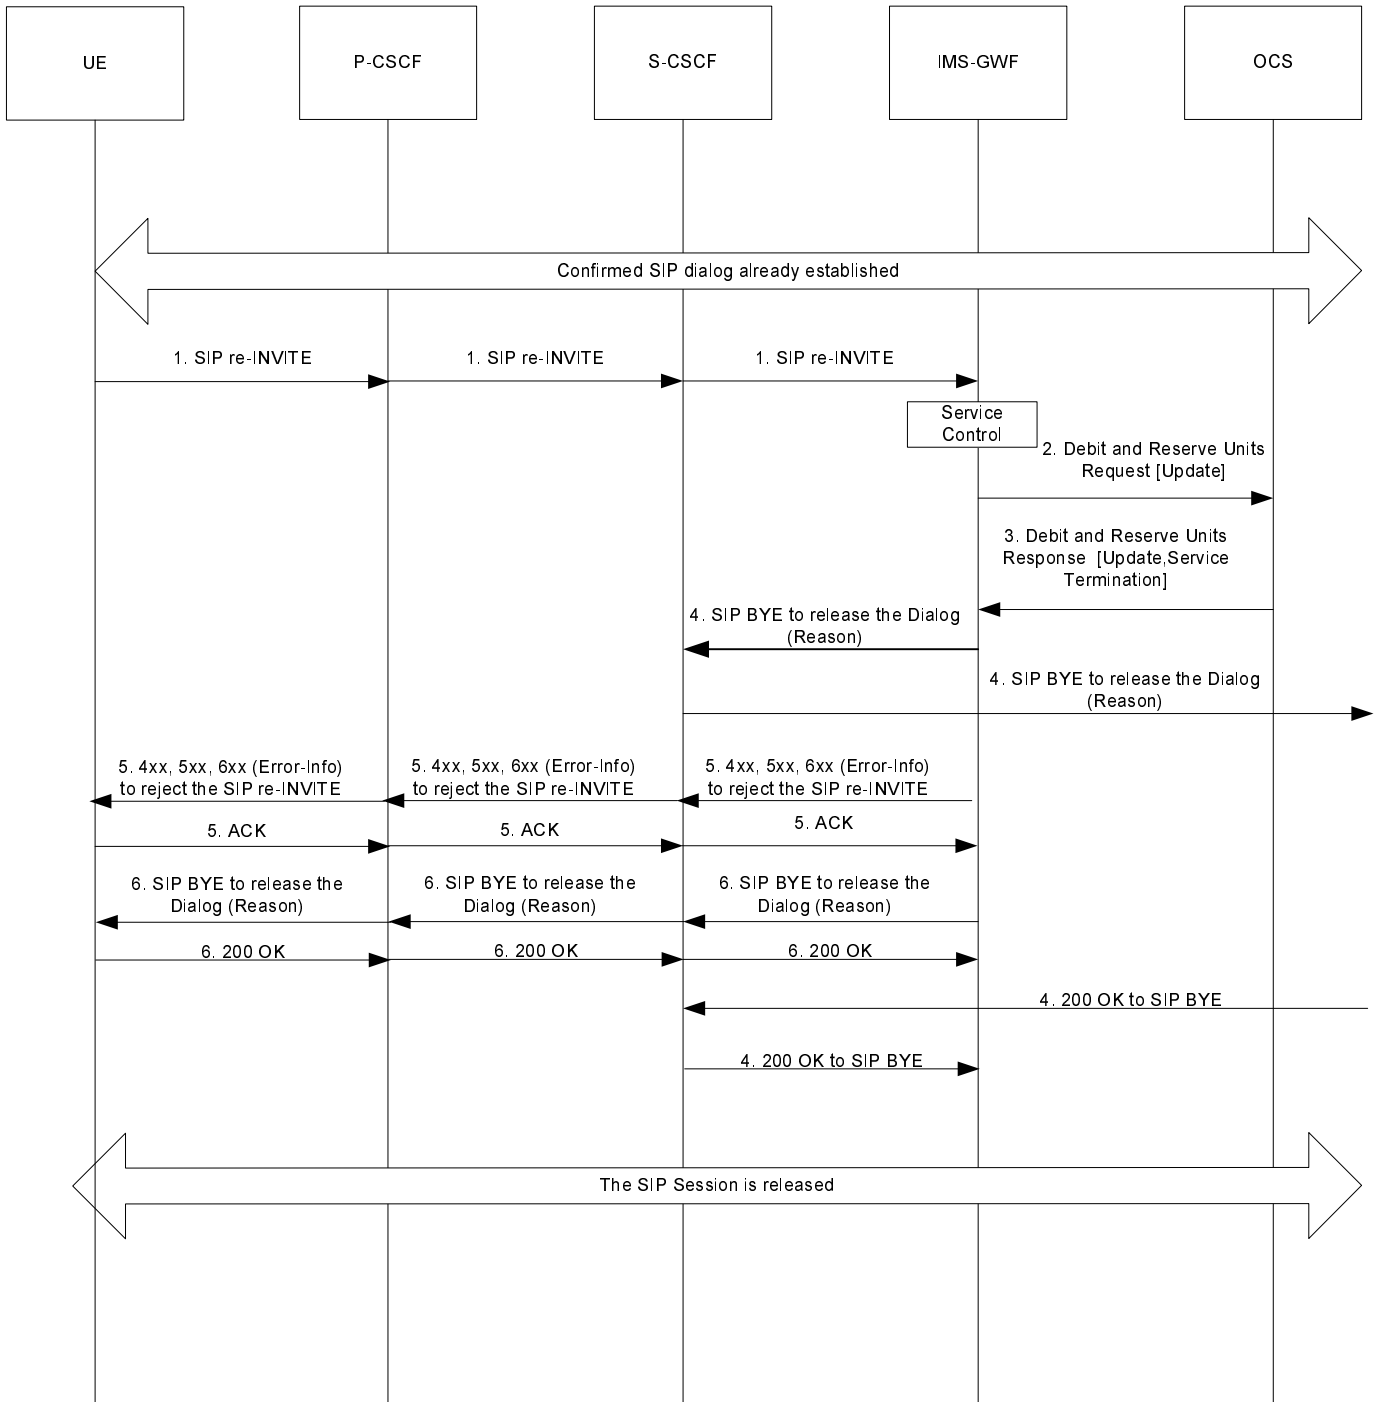 UE
P-CSCF
S-CSCF
IMS-GWF
OCS
Confirmed SIP dialog already established
1. SIP re-INVITE
1. SIP re-INVITE
1. SIP re-INVITE
Service
Control
2. Debit and Reserve Units
Request [Update]
3. Debit and Reserve Units
Response [Update,Service
Termination]
4. SIP BYE to release the Dialog
(Reason)
4. SIP BYE to release the Dialog
(Reason)
5. 4xx, 5xx, 6xx (Error-Info)
to reject the SIP re-INVITE
5. 4xx, 5xx, 6xx (Error-Info)
to reject the SIP re-INVITE
5. 4xx, 5xx, 6xx (Error-Info)
to reject the SIP re-INVITE
5. ACK
5. ACK
5. ACK
6. SIP BYE to release the
Dialog (Reason)
6. SIP BYE to release the
Dialog (Reason)
6. SIP BYE to release the
Dialog (Reason)
6. 200 OK
6. 200 OK
6. 200 OK
4. 200 OK to SIP BYE
4. 200 OK to SIP BYE
The SIP Session is released